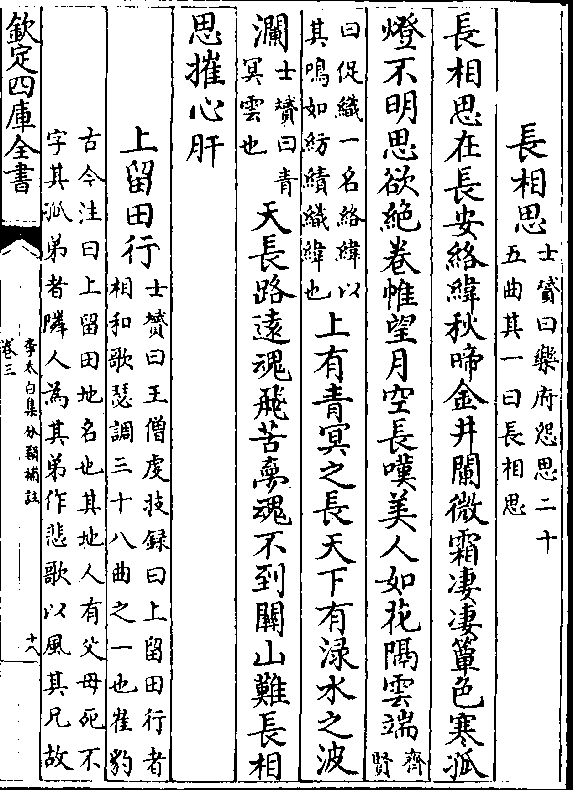 長相思士贇曰樂府怨思二十
五曲其一曰長相思
長相思在長安絡緯秋啼金井闌微霜凄凄簟色寒孤
燈不明思欲絶卷帷望月空長嘆美人如花隔雲端齊
賢
曰促織一名絡緯以
其鳴如紡績織緯也上有青冥之長天下有渌水之波
瀾士贇曰青
冥雲也天長路遠魂飛苦夢魂不到關山難長相
思摧心肝
上留田行士贇曰王僧虔技録曰上留田行者
相和歌瑟調三十八曲之一也崔豹
古今注曰上留田地名也其地人有父母死不
字其孤弟者隣人為其弟作悲歌以風其兄故
欽定四庫全書
李太白集分類補註
卷三
十八